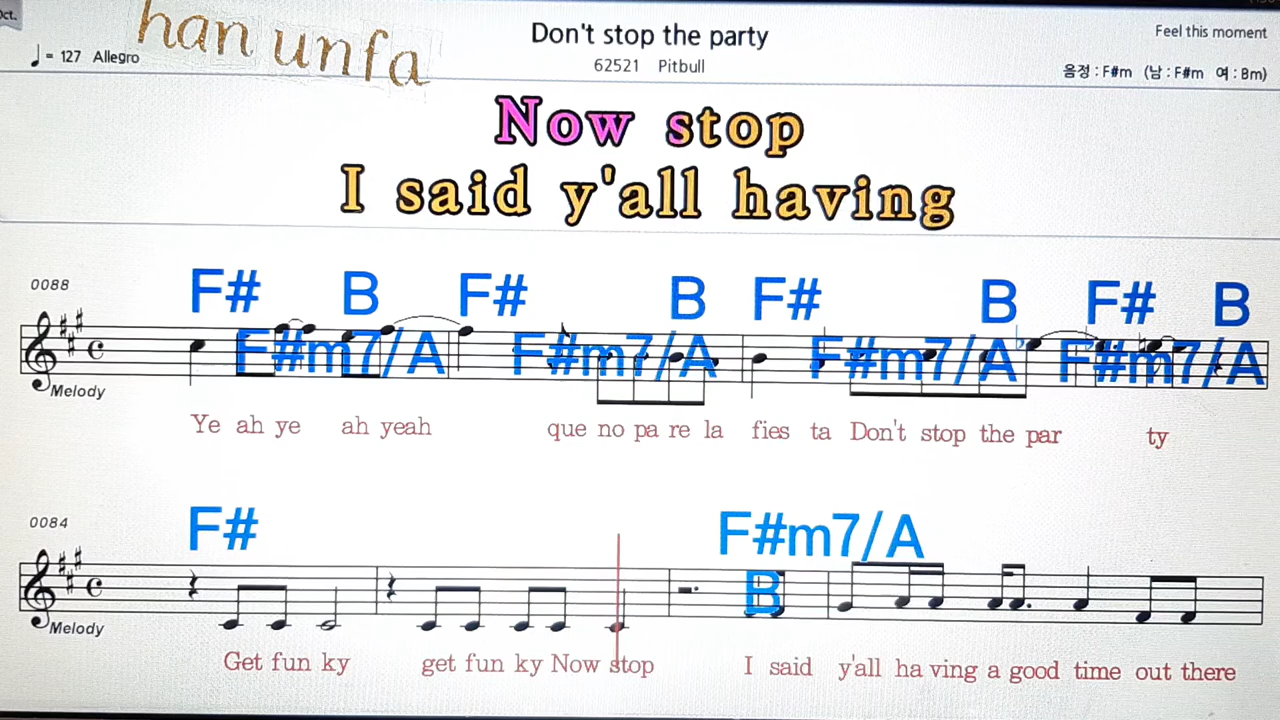 Oct.
han unfa
Don't stop the party
Feel this moment
♩ = 127 Allegro
62521 Pitbull
음정 : F#m (남 : F#m 여 : Bm)
Now stop
I said y'all having
0088
F# B F# B F# B F# B
F#m7/A F#m7/A F#m7/A F#m7/A
Melody
Ye ah ye ah yeah que no pa re la fies ta Don't stop the par ty
0084
F# F#m7/A
B
Melody
Get fun ky get fun ky Now stop I said y'all ha ving a good time out there